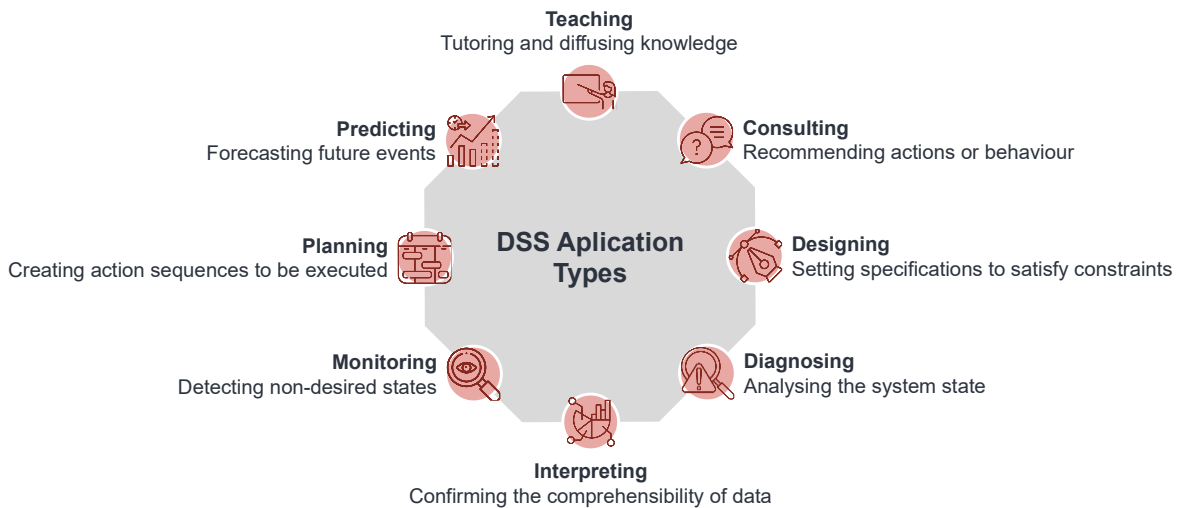 Teaching
Tutoring and diffusing knowledge
Predicting
Forecasting future events
Consulting
Recommending actions or behaviour
?
Planning
Creating action sequences to be executed
DSS Aplication
Types
Designing
Setting specifications to satisfy constraints
Monitoring
Detecting non-desired states
Diagnosing
Analysing the system state
!
Interpreting
Confirming the comprehensibility of data